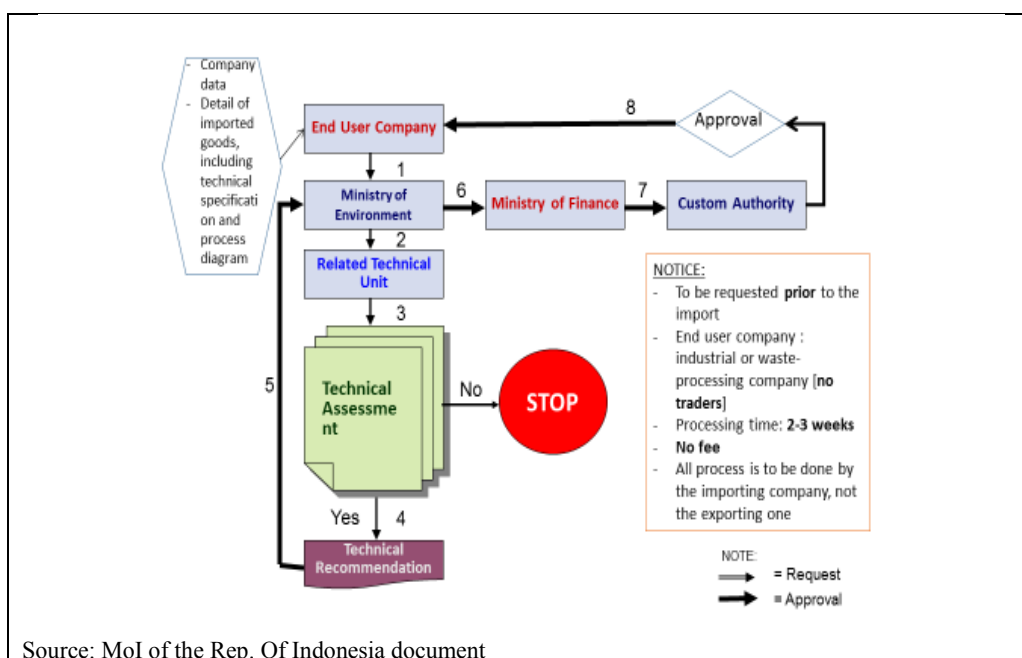 - Company
data
- Detail of
imported
goods,
including
technical
specificati
on and
process
diagram
End User Company
8
Approval
1
Ministry of
Environment
6
Ministry of Finance
7
Custom Authority
2
Related Technical
Unit
3
5
Technical
Assessme
nt
No
STOP
Yes
4
Technical
Recommendation
NOTICE:
- To be requested prior to the
import
- End user company :
industrial or waste-
processing company [no
traders]
- Processing time: 2-3 weeks
- No fee
- All process is to be done by
the importing company, not
the exporting one
NOTE:
= Request
= Approval
Source: MoI of the Rep. Of Indonesia document